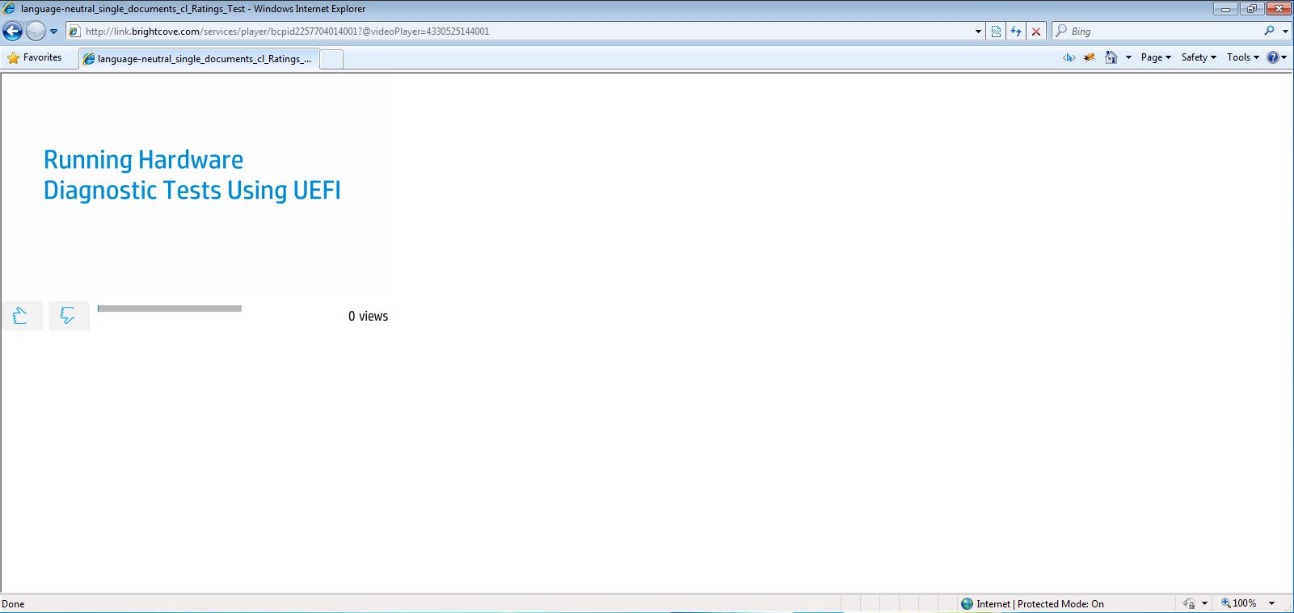 language-neutral_single_documents_cl_Ratings_Test - Windows Internet Explorer
http://link.brightcove.com/services/player/bcpid2257704014001?@videoPlayer=4330525144001
Bing
Favorites
language-neutral_single_documents_cl_Ratings_...
Page
Safety
Tools
Running Hardware
Diagnostic Tests Using UEFI
0 views
Done
Internet | Protected Mode: On
100%